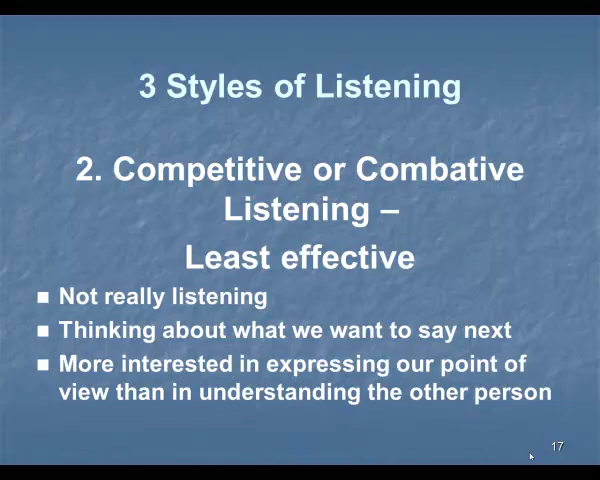 3 Styles of Listening
2. Competitive or Combative
Listening –
Least effective
Not really listening
Thinking about what we want to say next
More interested in expressing our point of
view than in understanding the other person
17